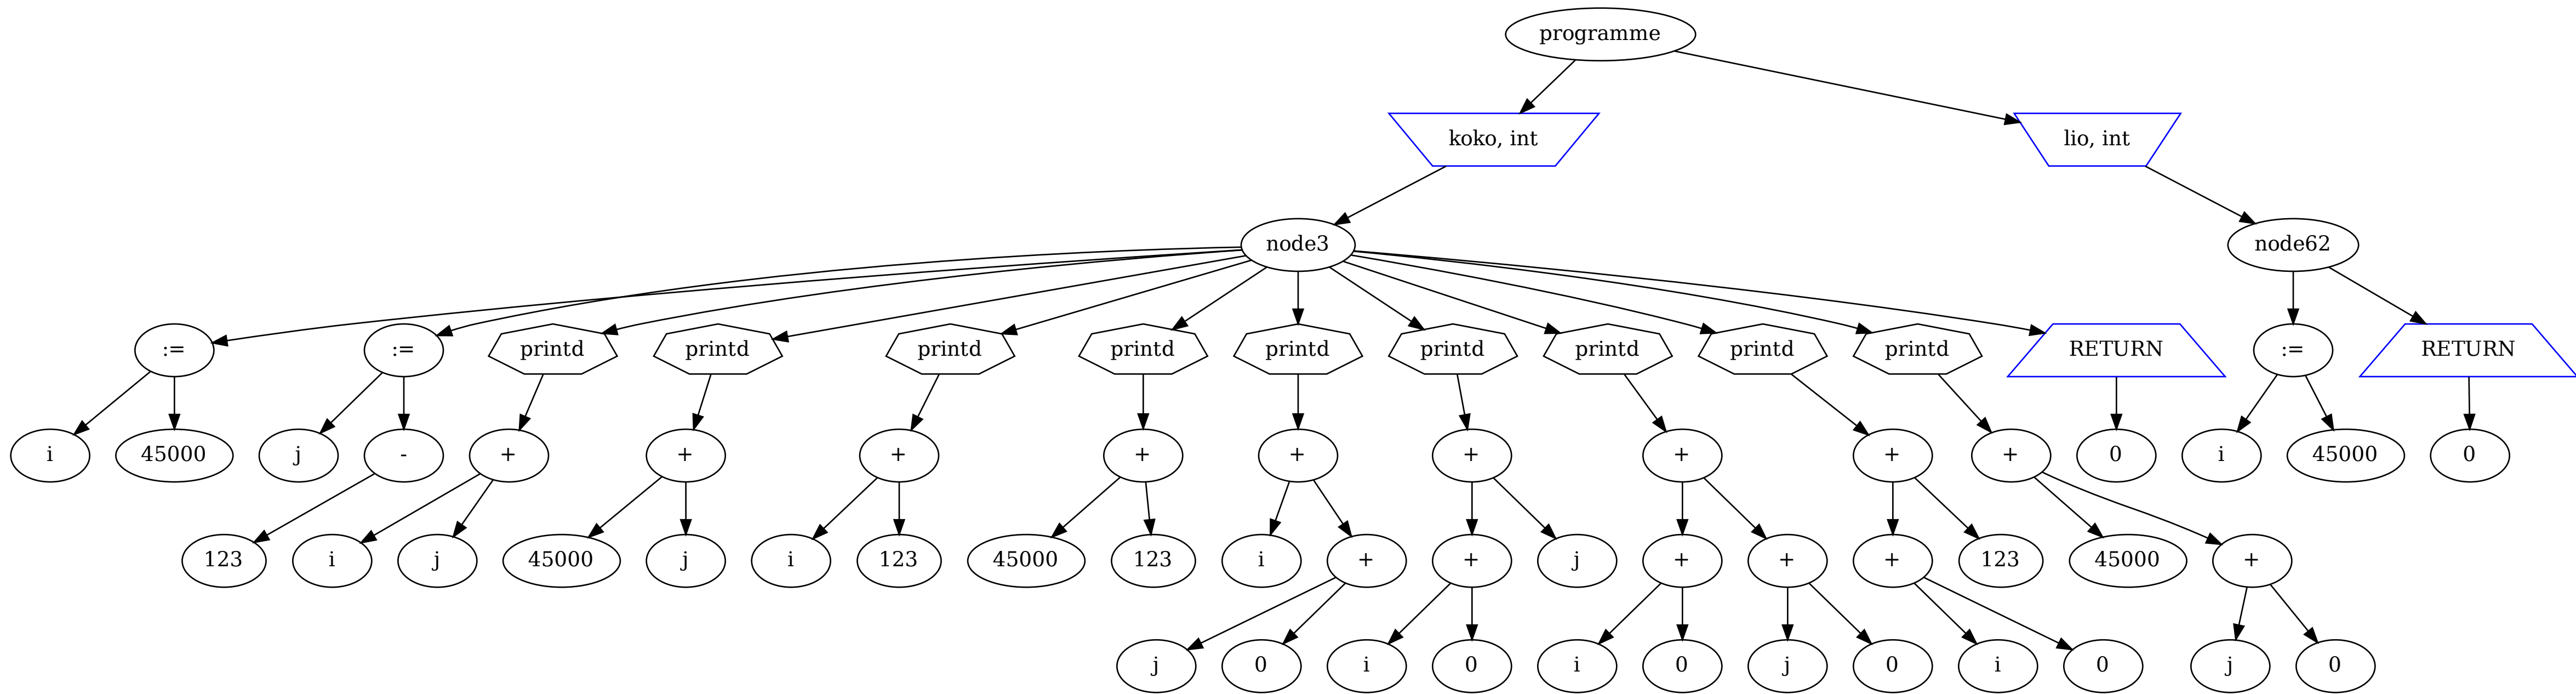 programme
koko, int
lio, int
node3
node62
:=
:=
printd
printd
printd
printd
printd
printd
printd
printd
printd
RETURN
:=
RETURN
i
45000
j
-
+
+
+
+
+
+
+
+
+
0
i
45000
0
123
i
j
45000
j
i
123
45000
123
i
+
+
j
+
+
+
123
45000
+
j
0
i
0
i
0
j
0
i
0
j
0